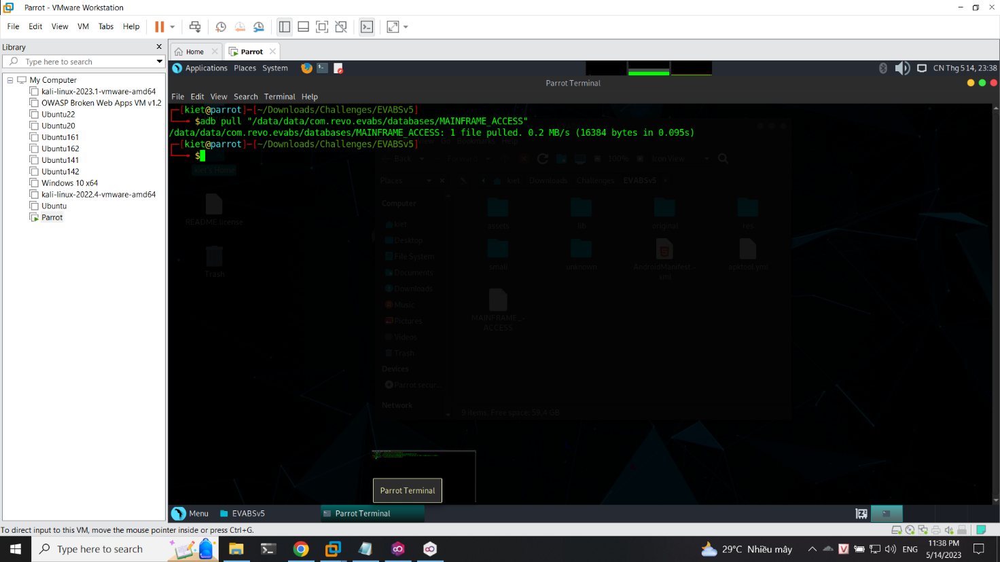 Parrot - VMware Workstation
File Edit View VM Tabs Help
Library
Type here to search
My Computer
kali-linux-2023.1-vmware-amd64
OWASP Broken Web Apps VM v1.2
Ubuntu22
Ubuntu20
Ubuntu161
Ubuntu162
Ubuntu141
Ubuntu142
Windows 10 x64
kali-linux-2022.4-vmware-amd64
Ubuntu
Parrot
Home
Parrot
Applications Places System
CN Thg 5 14, 23:38
Parrot Terminal
File Edit View Search Terminal Help
[kiet@parrot]-[~/Downloads/Challenges/EVABSv5]
$adb pull "/data/data/com.revo.evabs/databases/MAINFRAME_ACCESS"
/data/data/com.revo.evabs/databases/MAINFRAME_ACCESS: 1 file pulled. 0.2 MB/s (16384 bytes in 0.095s)
[kiet@parrot]-[~/Downloads/Challenges/EVABSv5]
$
View Go Bookmarks Help
Back Forward 100% Icon View
kiet's Home
Places kiet Downloads Challenges EVABSv5
Computer
kiet
Desktop
File System
Documents
Downloads
Music
Pictures
Videos
Trash
Devices
Parrot secur...
Network
README.license
Trash
assets lib original res
small unknown AndroidManifest.-
xml apktool.yml
MAINFRAME_-
ACCESS
9 items, Free space: 59.4 GB
Parrot Terminal
Menu EVABSv5 Parrot Terminal
To direct input to this VM, move the mouse pointer inside or press Ctrl+G.
Type here to search
29°C Nhiều mây
ENG
11:38 PM
5/14/2023